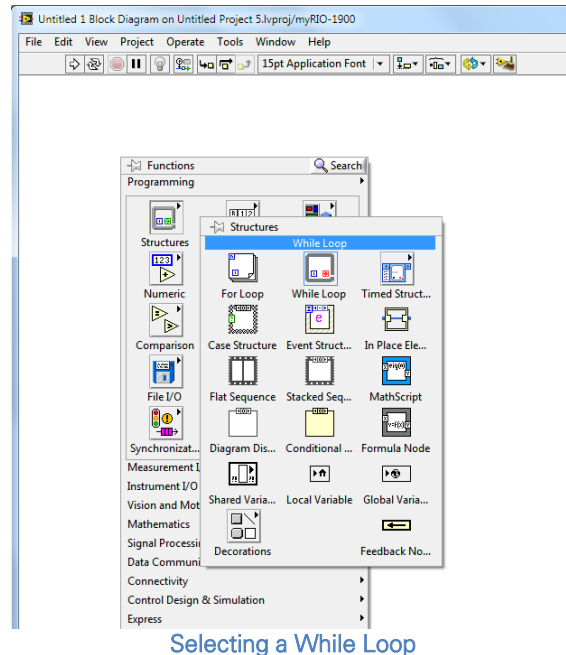 Untitled 1 Block Diagram on Untitled Project 5.lvproj/myRIO-1900
File Edit View Project Operate Tools Window Help
15pt Application Font
Functions Search
Programming
Structures
While Loop
Structures
For Loop While Loop Timed Struct...
Numeric
Case Structure Event Struct... In Place Ele...
Comparison
Flat Sequence Stacked Seq... MathScript
File I/O
Diagram Dis... Conditional ... Formula Node
Synchronizat...
Measurement I
Instrument I/O
Shared Varia... Local Variable Global Varia...
Vision and Mot
Mathematics
Signal Processi
Decorations Feedback No...
Data Communi
Connectivity
Control Design & Simulation
Express
Selecting a While Loop